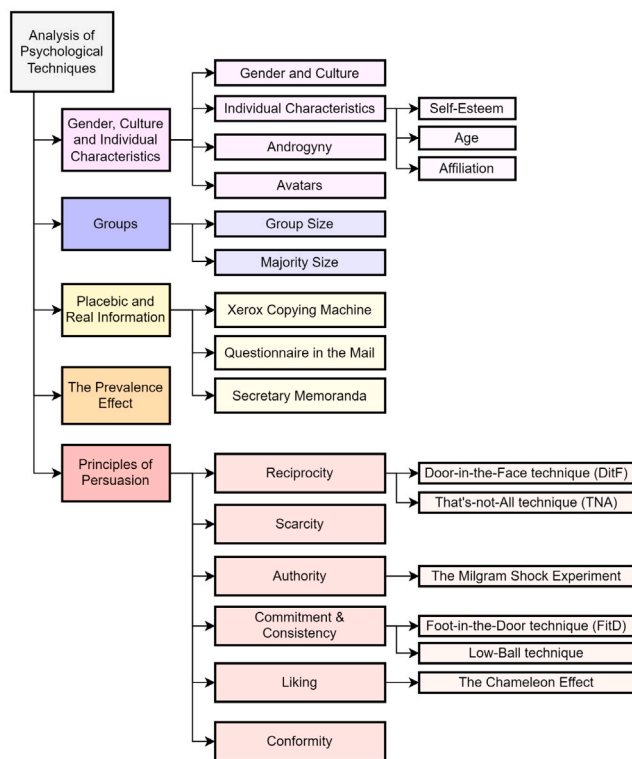 Analysis of
Psychological
Techniques
Gender, Culture
and Individual
Characteristics
Gender and Culture
Individual Characteristics
Self-Esteem
Age
Affiliation
Androgyny
Avatars
Groups
Group Size
Majority Size
Placebic and
Real Information
Xerox Copying Machine
Questionnaire in the Mail
Secretary Memoranda
The Prevalence
Effect
Principles of
Persuasion
Reciprocity
Door-in-the-Face technique (DitF)
That's-not-All technique (TNA)
Scarcity
Authority
The Milgram Shock Experiment
Commitment &
Consistency
Foot-in-the-Door technique (FitD)
Low-Ball technique
Liking
The Chameleon Effect
Conformity